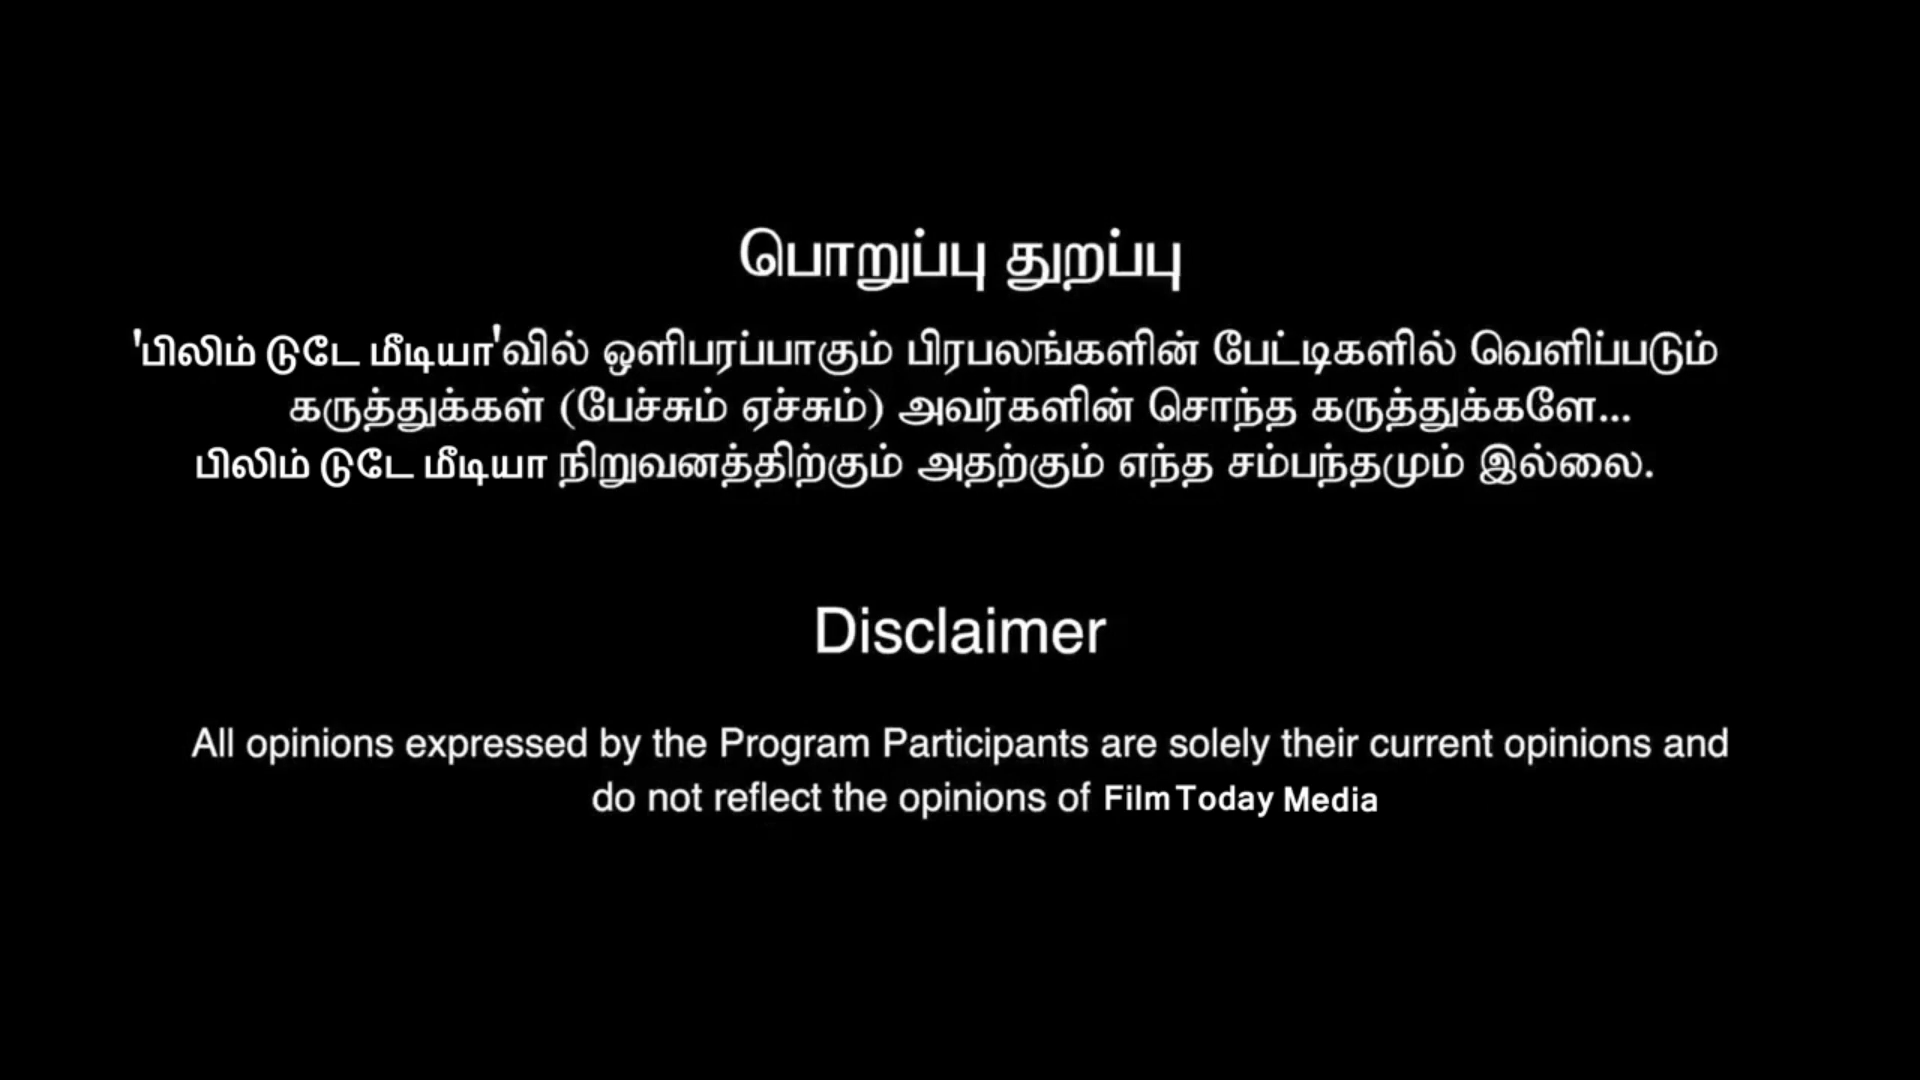 பொறுப்பு துறப்பு
'பிலிம் டுடே மீடியா'வில் ஒளிபரப்பாகும் பிரபலங்களின் பேட்டிகளில் வெளிப்படும்
கருத்துக்கள் (பேச்சும் ஏச்சும்) அவர்களின் சொந்த கருத்துக்களே...
பிலிம் டுடே மீடியா நிறுவனத்திற்கும் அதற்கும் எந்த சம்பந்தமும் இல்லை.
Disclaimer
All opinions expressed by the Program Participants are solely their current opinions and
do not reflect the opinions of Film Today Media